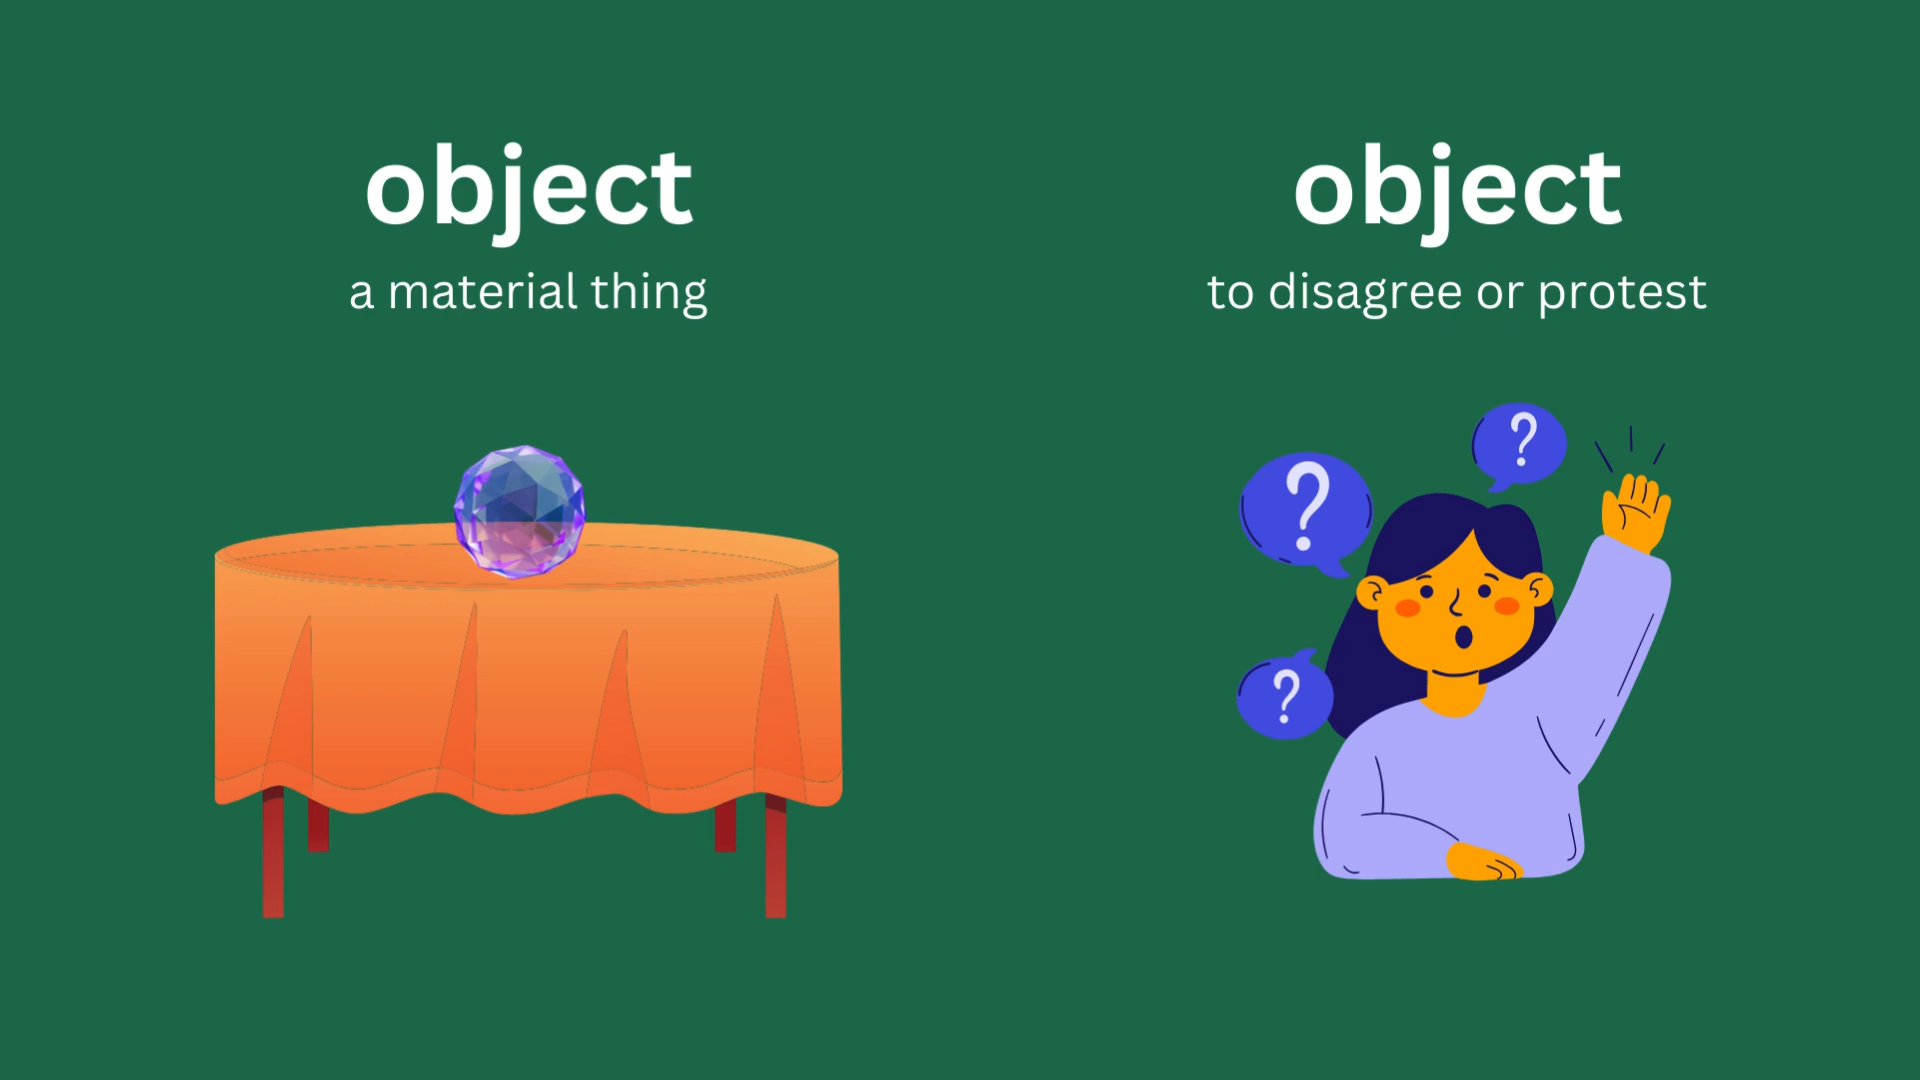 object
a material thing
object
to disagree or protest
?
?
?